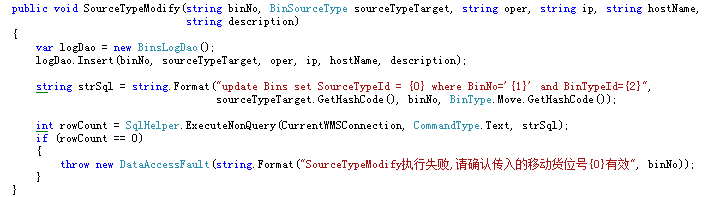 public void SourceTypeModify(string binNo, BinSourceType sourceTypeTarget, string oper, string ip, string hostName,
string description)
{
var logDao = new BinsLogDao();
logDao.Insert(binNo, sourceTypeTarget, oper, ip, hostName, description);
string strSql = string.Format("update Bins set SourceTypeId = {0} where BinNo='{1}' and BinTypeId={2}",
sourceTypeTarget.GetHashCode(), binNo, BinType.Move.GetHashCode());
int rowCount = SqlHelper.ExecuteNonQuery(CurrentWMSConnection, CommandType.Text, strSql);
if (rowCount == 0)
{
throw new DataAccessFault(string.Format("SourceTypeModify执行失败,请确认传入的移动货位号{0}有效", binNo));
}
}